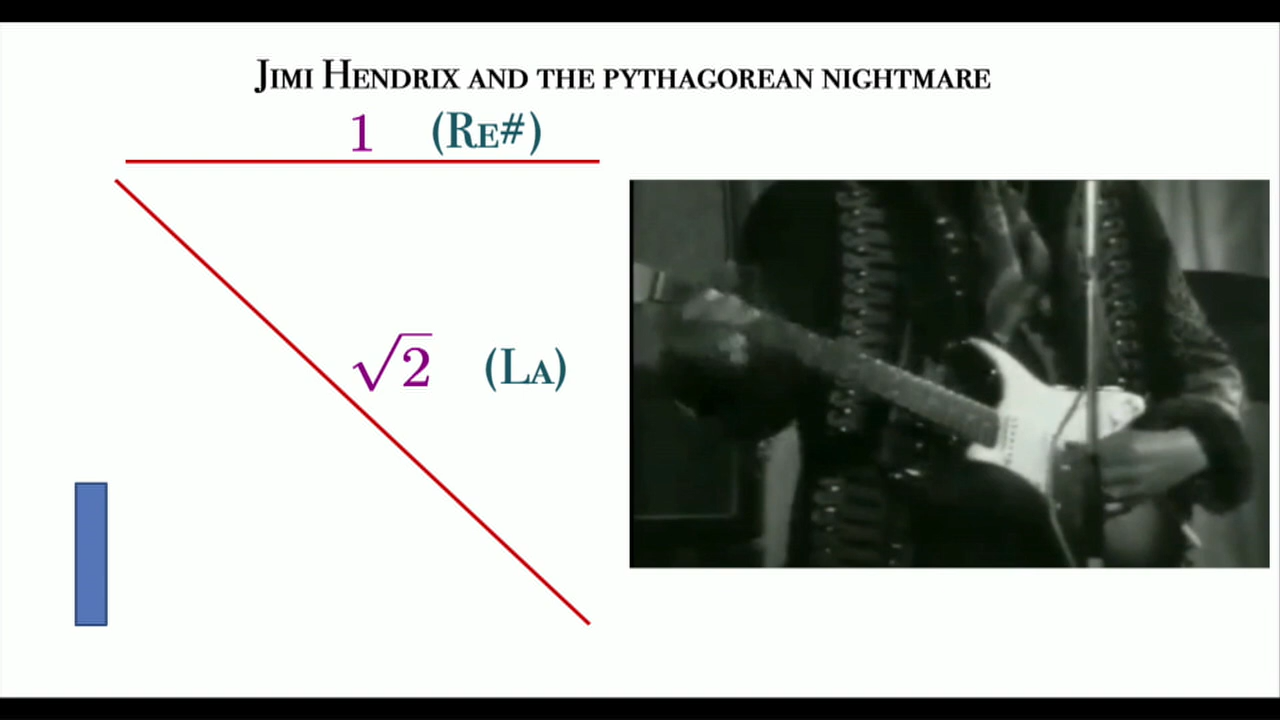 Jimi Hendrix and the pythagorean nightmare
1 (Re#)
√2 (La)